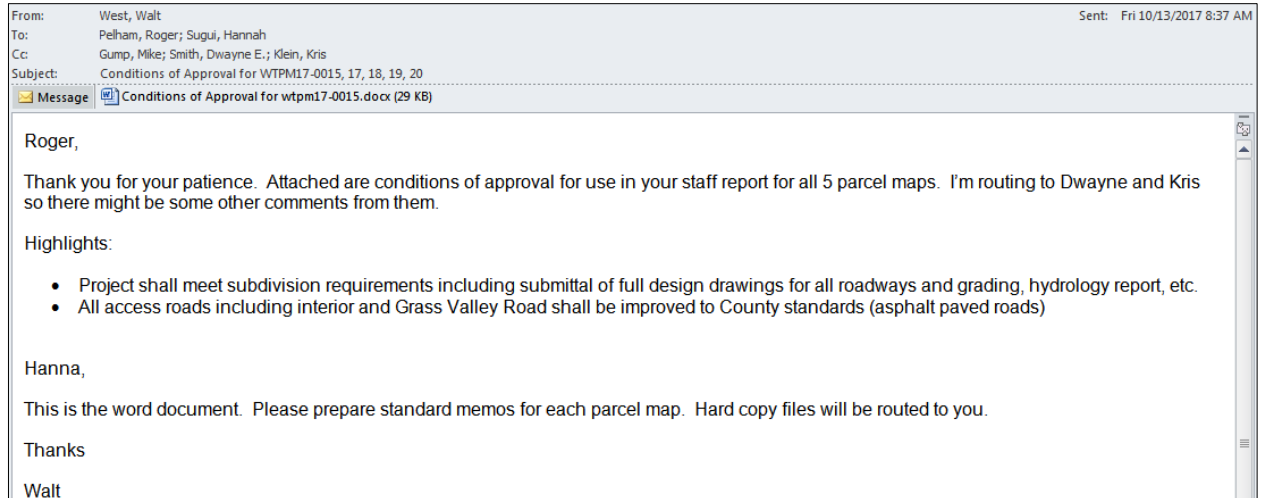 From: West, Walt Sent: Fri 10/13/2017 8:37 AM
To: Pelham, Roger; Sugui, Hannah
Cc: Gump, Mike; Smith, Dwayne E.; Klein, Kris
Subject: Conditions of Approval for WTPM17-0015, 17, 18, 19, 20
Message Conditions of Approval for wtpm17-0015.docx (29 KB)
Roger,
Thank you for your patience.  Attached are conditions of approval for use in your staff report for all 5 parcel maps.  I'm routing to Dwayne and Kris
so there might be some other comments from them.
Highlights:
• Project shall meet subdivision requirements including submittal of full design drawings for all roadways and grading, hydrology report, etc.
• All access roads including interior and Grass Valley Road shall be improved to County standards (asphalt paved roads)
Hanna,
This is the word document.  Please prepare standard memos for each parcel map.  Hard copy files will be routed to you.
Thanks
Walt